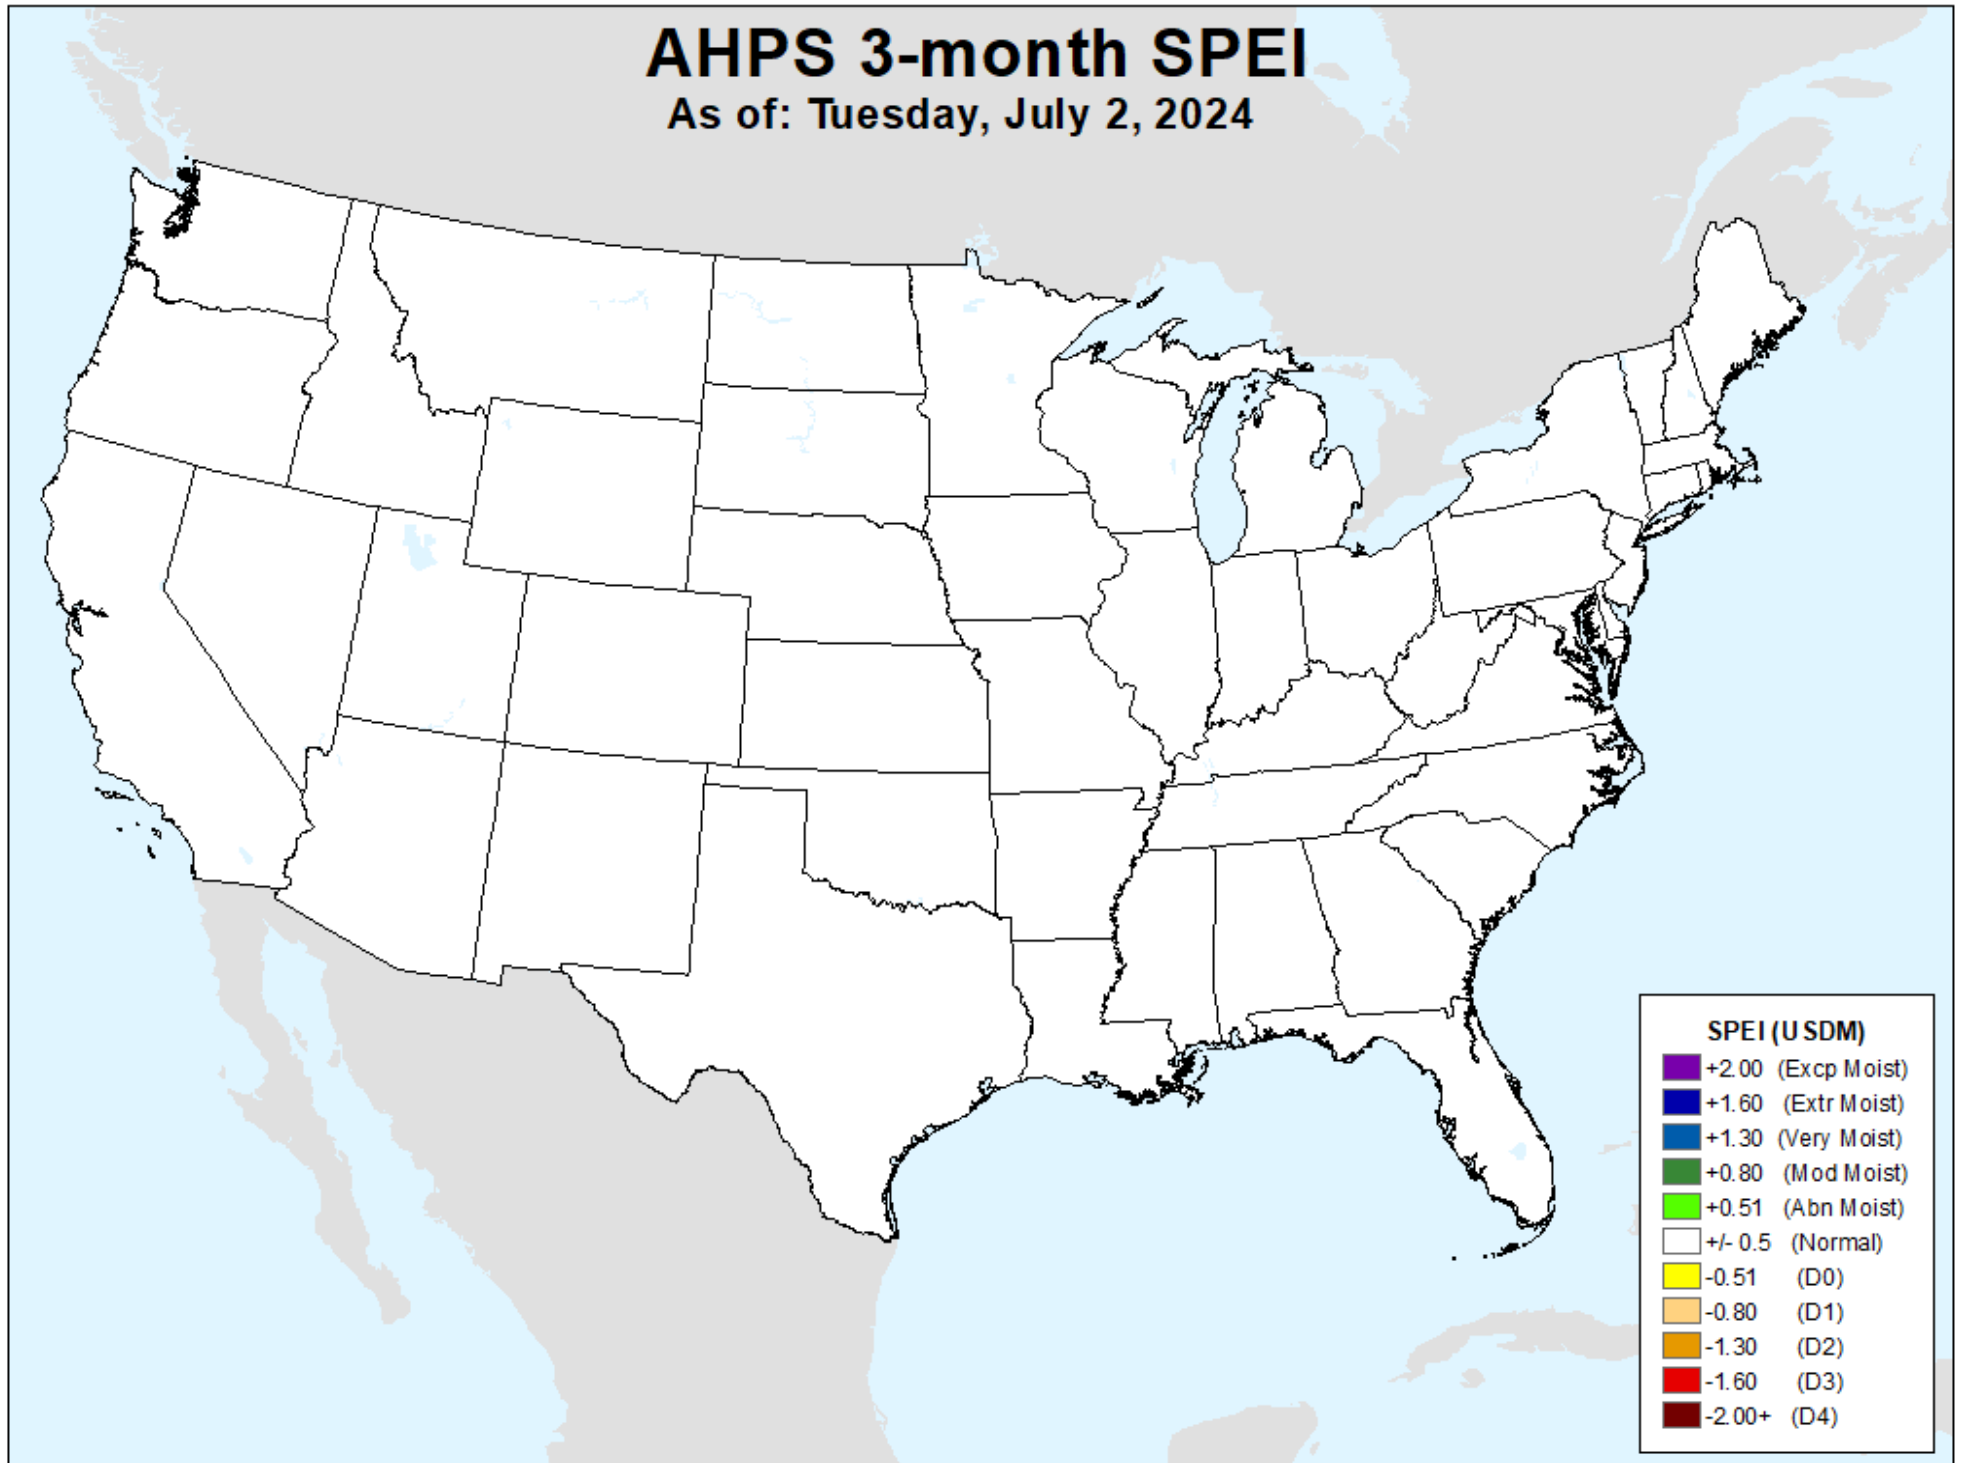 AHPS 3-month SPEI
As of: Tuesday, July 2, 2024
SPEI (USDM)
+2.00 (Excp Moist)
+1.60 (Extr Moist)
+1.30 (Very Moist)
+0.80 (Mod Moist)
+0.51 (Abn Moist)
+/- 0.5 (Normal)
-0.51 (D0)
-0.80 (D1)
-1.30 (D2)
-1.60 (D3)
-2.00+ (D4)